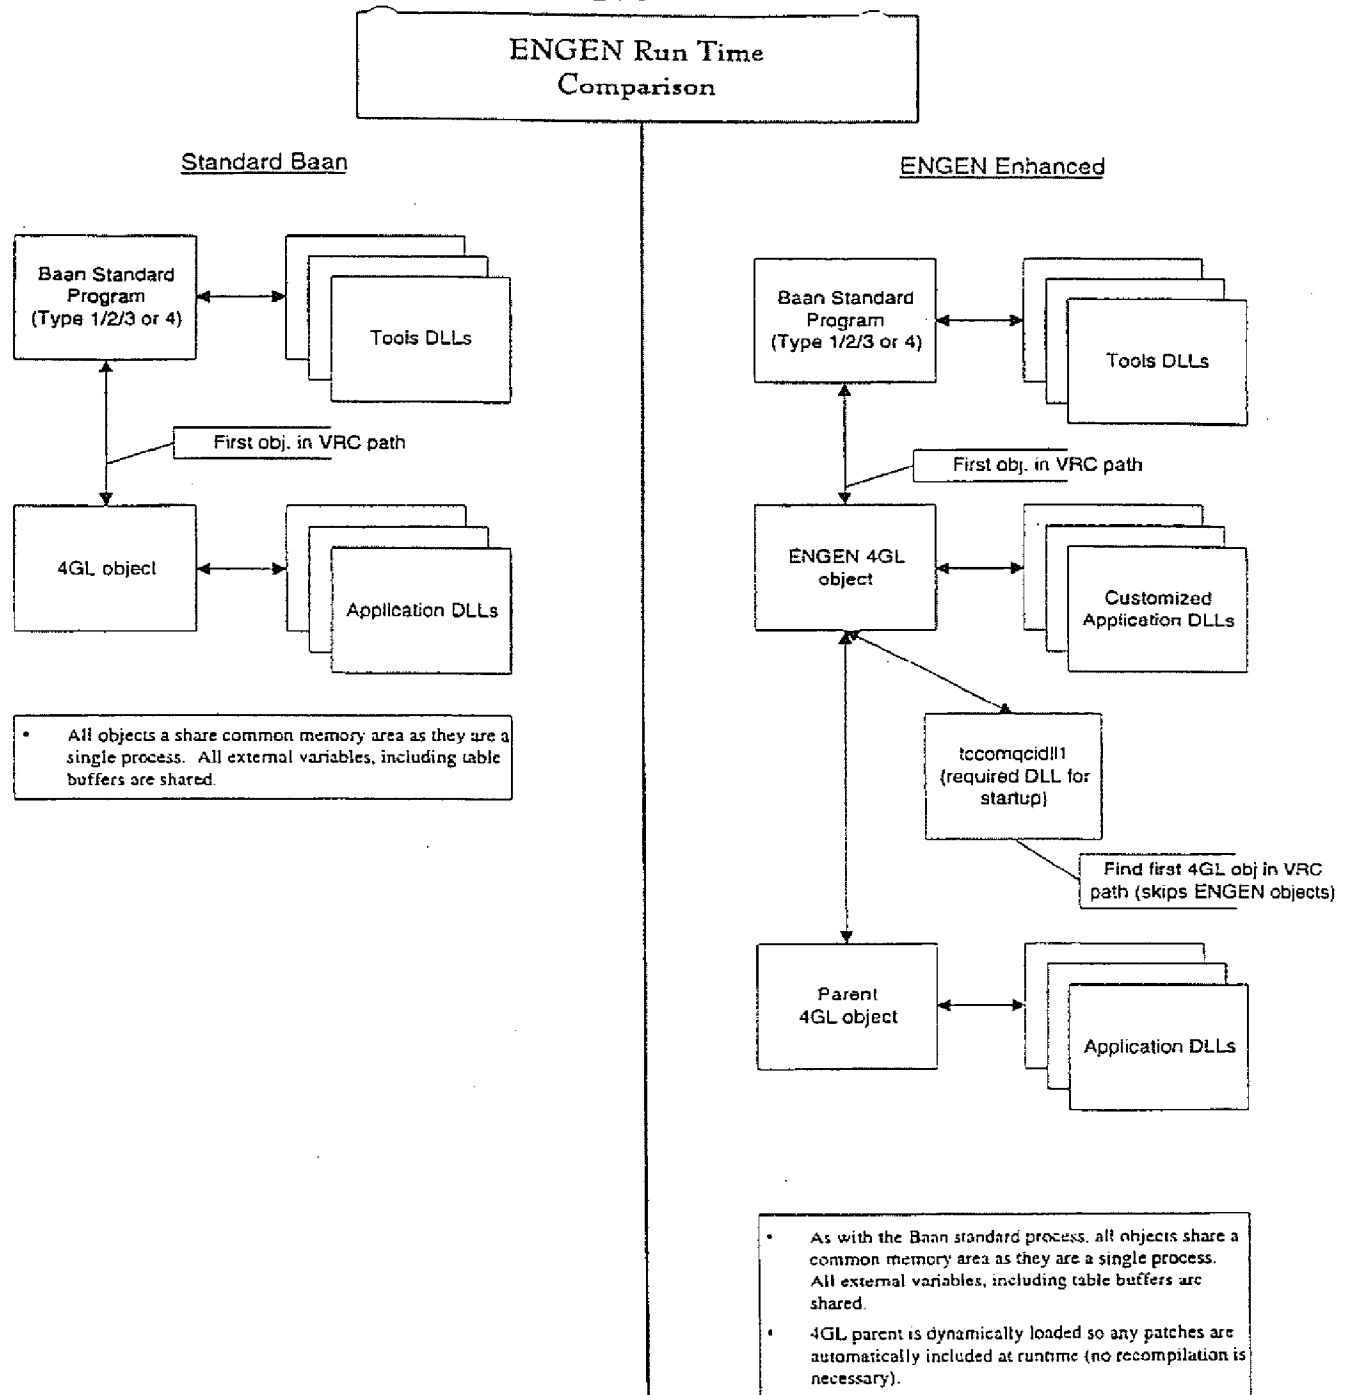 ENGEN Run Time
Comparison
Standard Baan
Baan Standard
Program
(Type 1/2/3 or 4)
Tools DLLs
First obj. in VRC path
4GL object
Application DLLs
• All objects a share common memory area as they are a
single process. All external variables, including table
buffers are shared.
ENGEN Enhanced
Baan Standard
Program
(Type 1/2/3 or 4)
Tools DLLs
First obj. in VRC path
ENGEN 4GL
object
Customized
Application DLLs
tccomqcidll1
(required DLL for
startup)
Find first 4GL obj in VRC
path (skips ENGEN objects)
Parent
4GL object
Application DLLs
• As with the Baan standard process, all objects share a
common memory area as they are a single process.
All external variables, including table buffers are
shared.
• 4GL parent is dynamically loaded so any patches are
automatically included at runtime (no recompilation is
necessary).